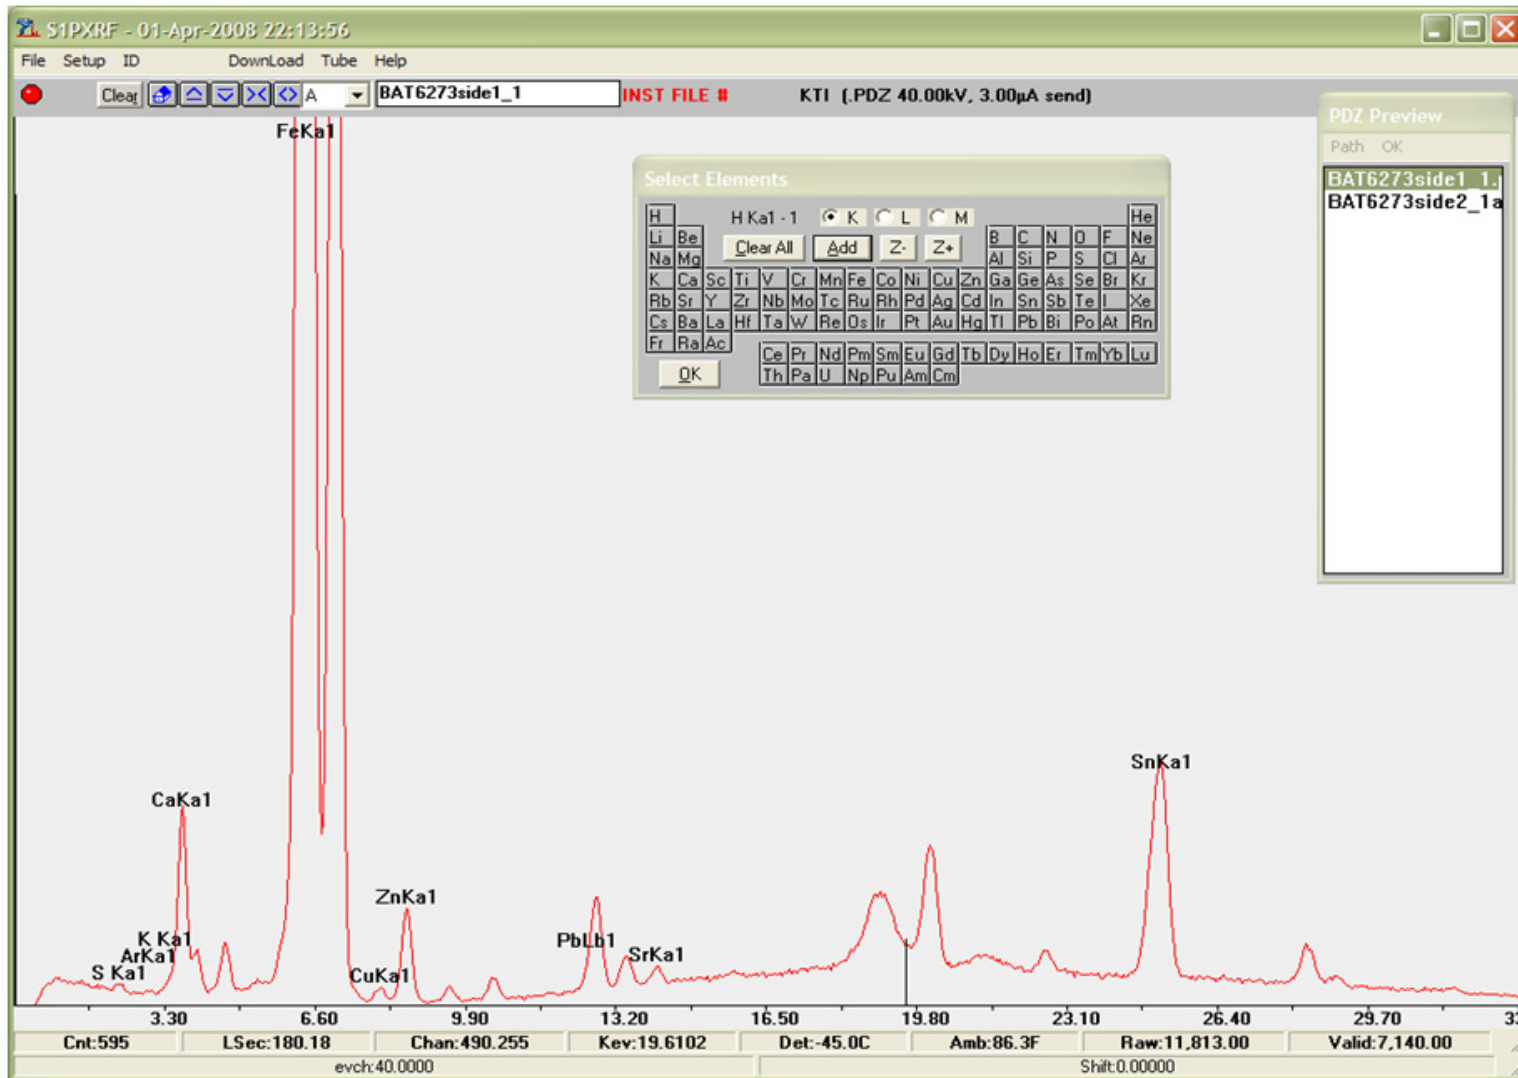 S1PXRF - 01-Apr-2008 22:13:56
File Setup ID DownLoad Tube Help
Clear A BAT6273side1_1 INST FILE # KTI (.PDZ 40.00kV, 3.00µA send)
PDZ Preview
Path OK
BAT6273side1_1.
BAT6273side2_1a
Select Elements
H H Ka1 - 1 K L M He
Li Be Clear All Add Z- Z+ B C N O F Ne
Na Mg Al Si P S Cl Ar
K Ca Sc Ti V Cr Mn Fe Co Ni Cu Zn Ga Ge As Se Br Kr
Rb Sr Y Zr Nb Mo Tc Ru Rh Pd Ag Cd In Sn Sb Te I Xe
Cs Ba La Hf Ta W Re Os Ir Pt Au Hg Tl Pb Bi Po At Rn
Fr Ra Ac
Ce Pr Nd Pm Sm Eu Gd Tb Dy Ho Er Tm Yb Lu
OK Th Pa U Np Pu Am Cm
FeKa1
SnKa1
CaKa1
ZnKa1
K Ka1
ArKa1
S Ka1
CuKa1
PbLb1
SrKa1
3.30 6.60 9.90 13.20 16.50 19.80 23.10 26.40 29.70 33
Cnt:595 LSec:180.18 Chan:490.255 Kev:19.6102 Det:-45.0C Amb:86.3F Raw:11,813.00 Valid:7,140.00
evch:40.0000 Shift:0.00000